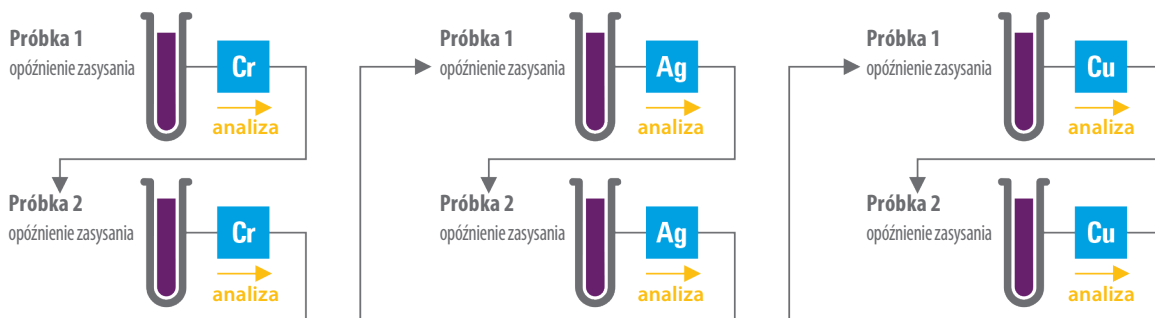 Próbka 1
opóźnienie zasysania
Cr
analiza
Próbka 2
opóźnienie zasysania
Cr
analiza
Próbka 1
opóźnienie zasysania
Ag
analiza
Próbka 2
opóźnienie zasysania
Ag
analiza
Próbka 1
opóźnienie zasysania
Cu
analiza
Próbka 2
opóźnienie zasysania
Cu
analiza